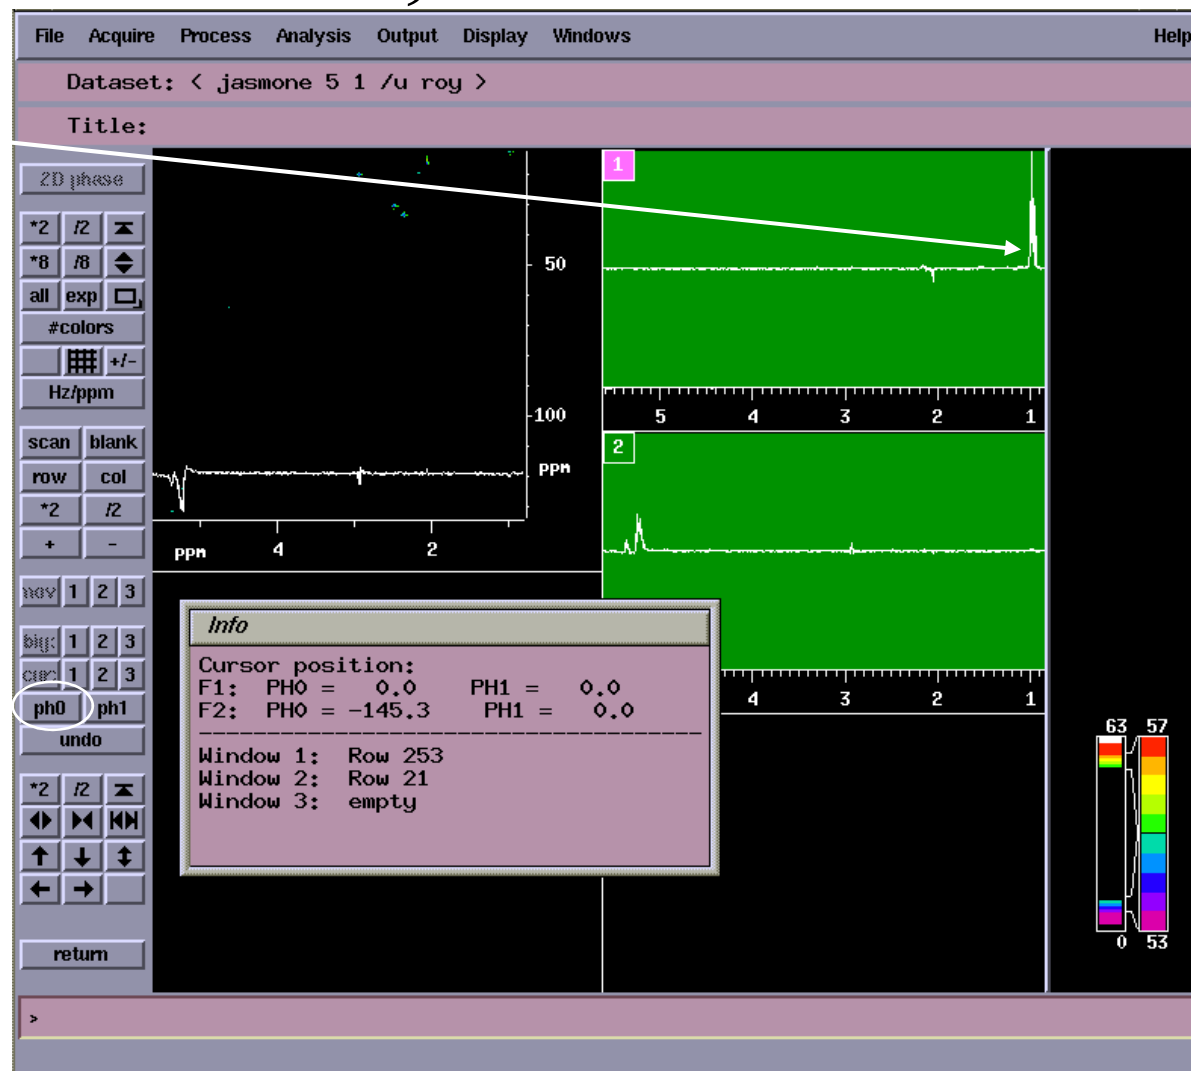 File Acquire Process Analysis Output Display Windows Help
Dataset: < jasmone 5 1 /u roy >
Title:
2D phase
*2 /2
*8 /8
all exp
#colors
+/-
Hz/ppm
scan blank
row col
*2 /2
+ -
1 2 3
1 2 3
1 2 3
ph0 ph1
undo
*2 /2
return
50
100
PPM
PPM 4 2
1
5 4 3 2 1
2
4 3 2 1
Info
Cursor position:
F1: PH0 = 0.0 PH1 = 0.0
F2: PH0 = -145.3 PH1 = 0.0
Window 1: Row 253
Window 2: Row 21
Window 3: empty
63 57
0 53
>